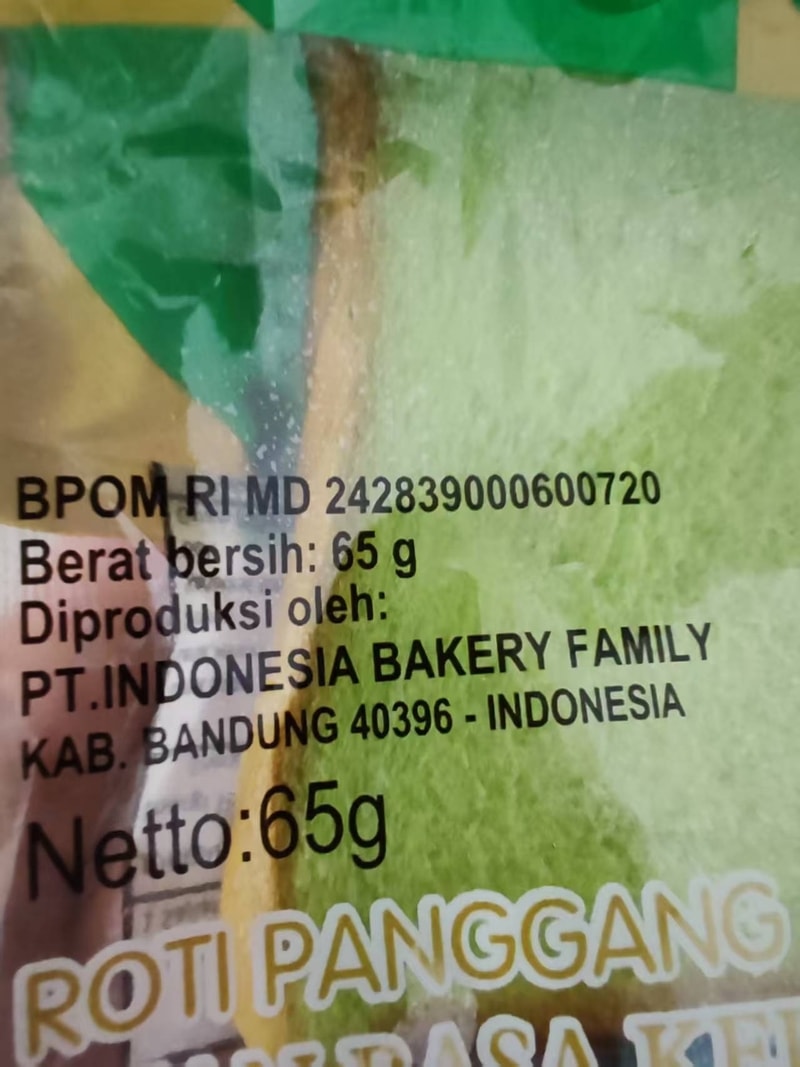 BPOM RI MD 242839000600720
Berat bersih: 65 g
Diproduksi oleh:
PT.INDONESIA BAKERY FAMILY
KAB. BANDUNG 40396 - INDONESIA
Netto:65g
ROTI PANGGANG
RASA